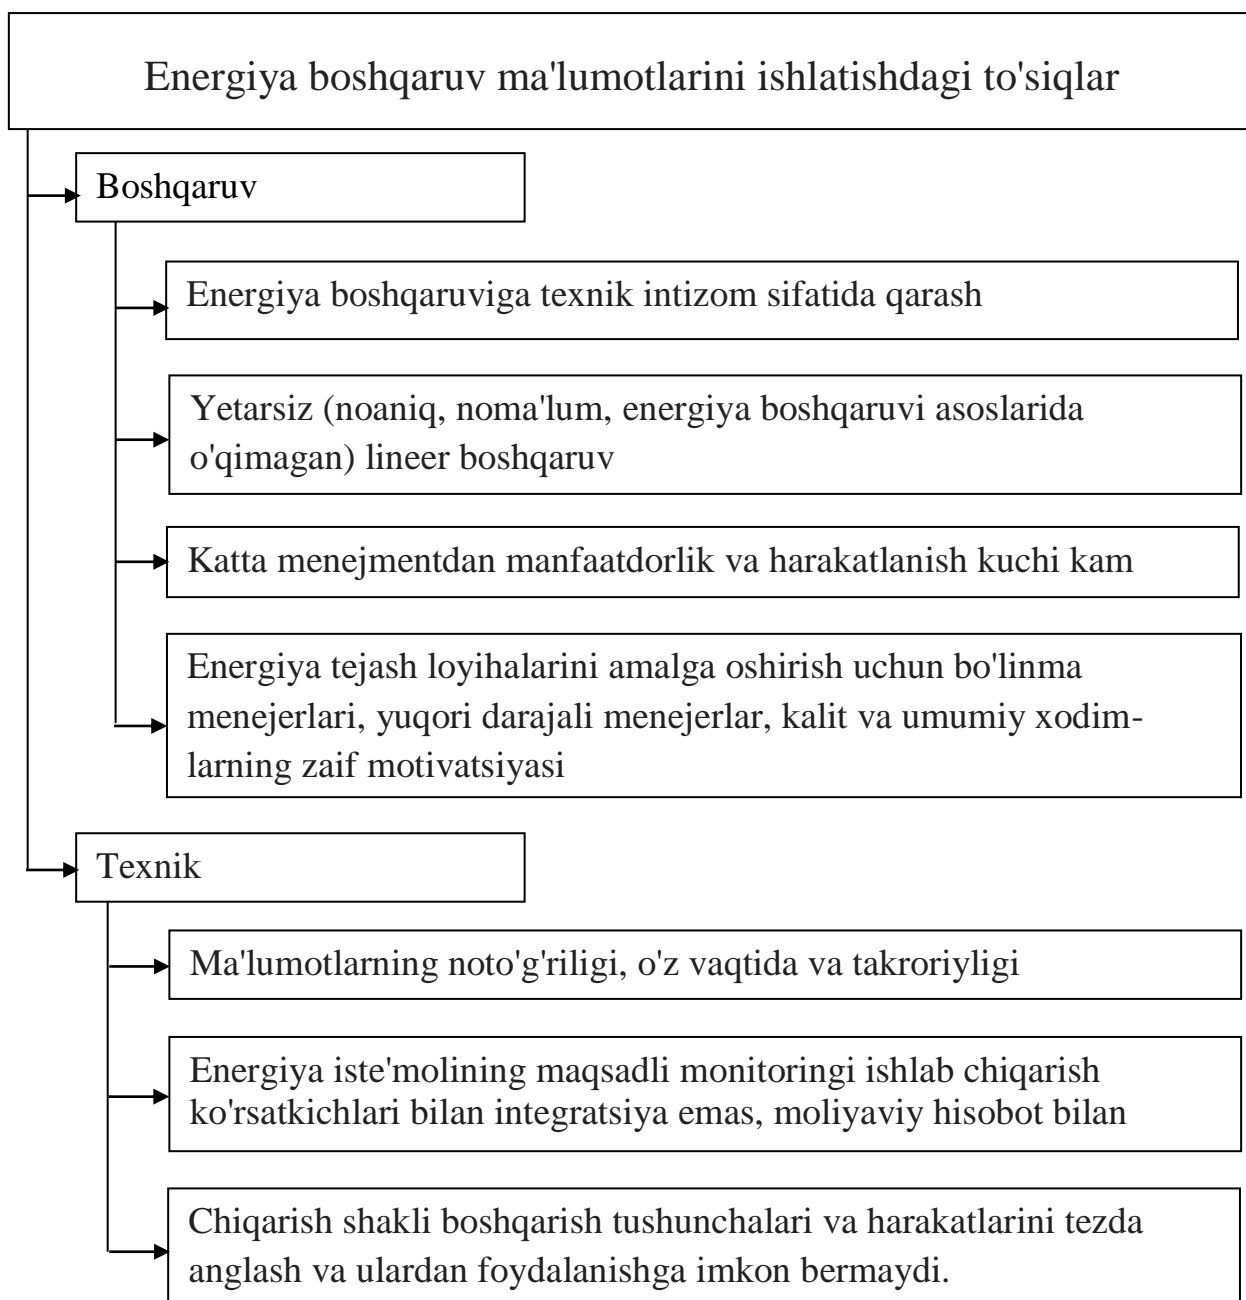 Energiya boshqaruv ma'lumotlarini ishlatishdagi to'siqlar
Boshqaruv
Energiya boshqaruviga texnik intizom sifatida qarash
Yetarsiz (noaniq, noma'lum, energiya boshqaruvi asoslarida
o'qimagan) lineer boshqaruv
Katta menejmentdan manfaatdorlik va harakatlanish kuchi kam
Energiya tejash loyihalarini amalga oshirish uchun bo'linma
menejerlari, yuqori darajali menejerlar, kalit va umumiy xodim-
larning zaif motivatsiyasi
Texnik
Ma'lumotlarning noto'g'riligi, o'z vaqtida va takroriyligi
Energiya iste'molining maqsadli monitoringi ishlab chiqarish
ko'rsatkichlari bilan integratsiya emas, moliyaviy hisobot bilan
Chiqarish shakli boshqarish tushunchalari va harakatlarini tezda
anglash va ulardan foydalanishga imkon bermaydi.